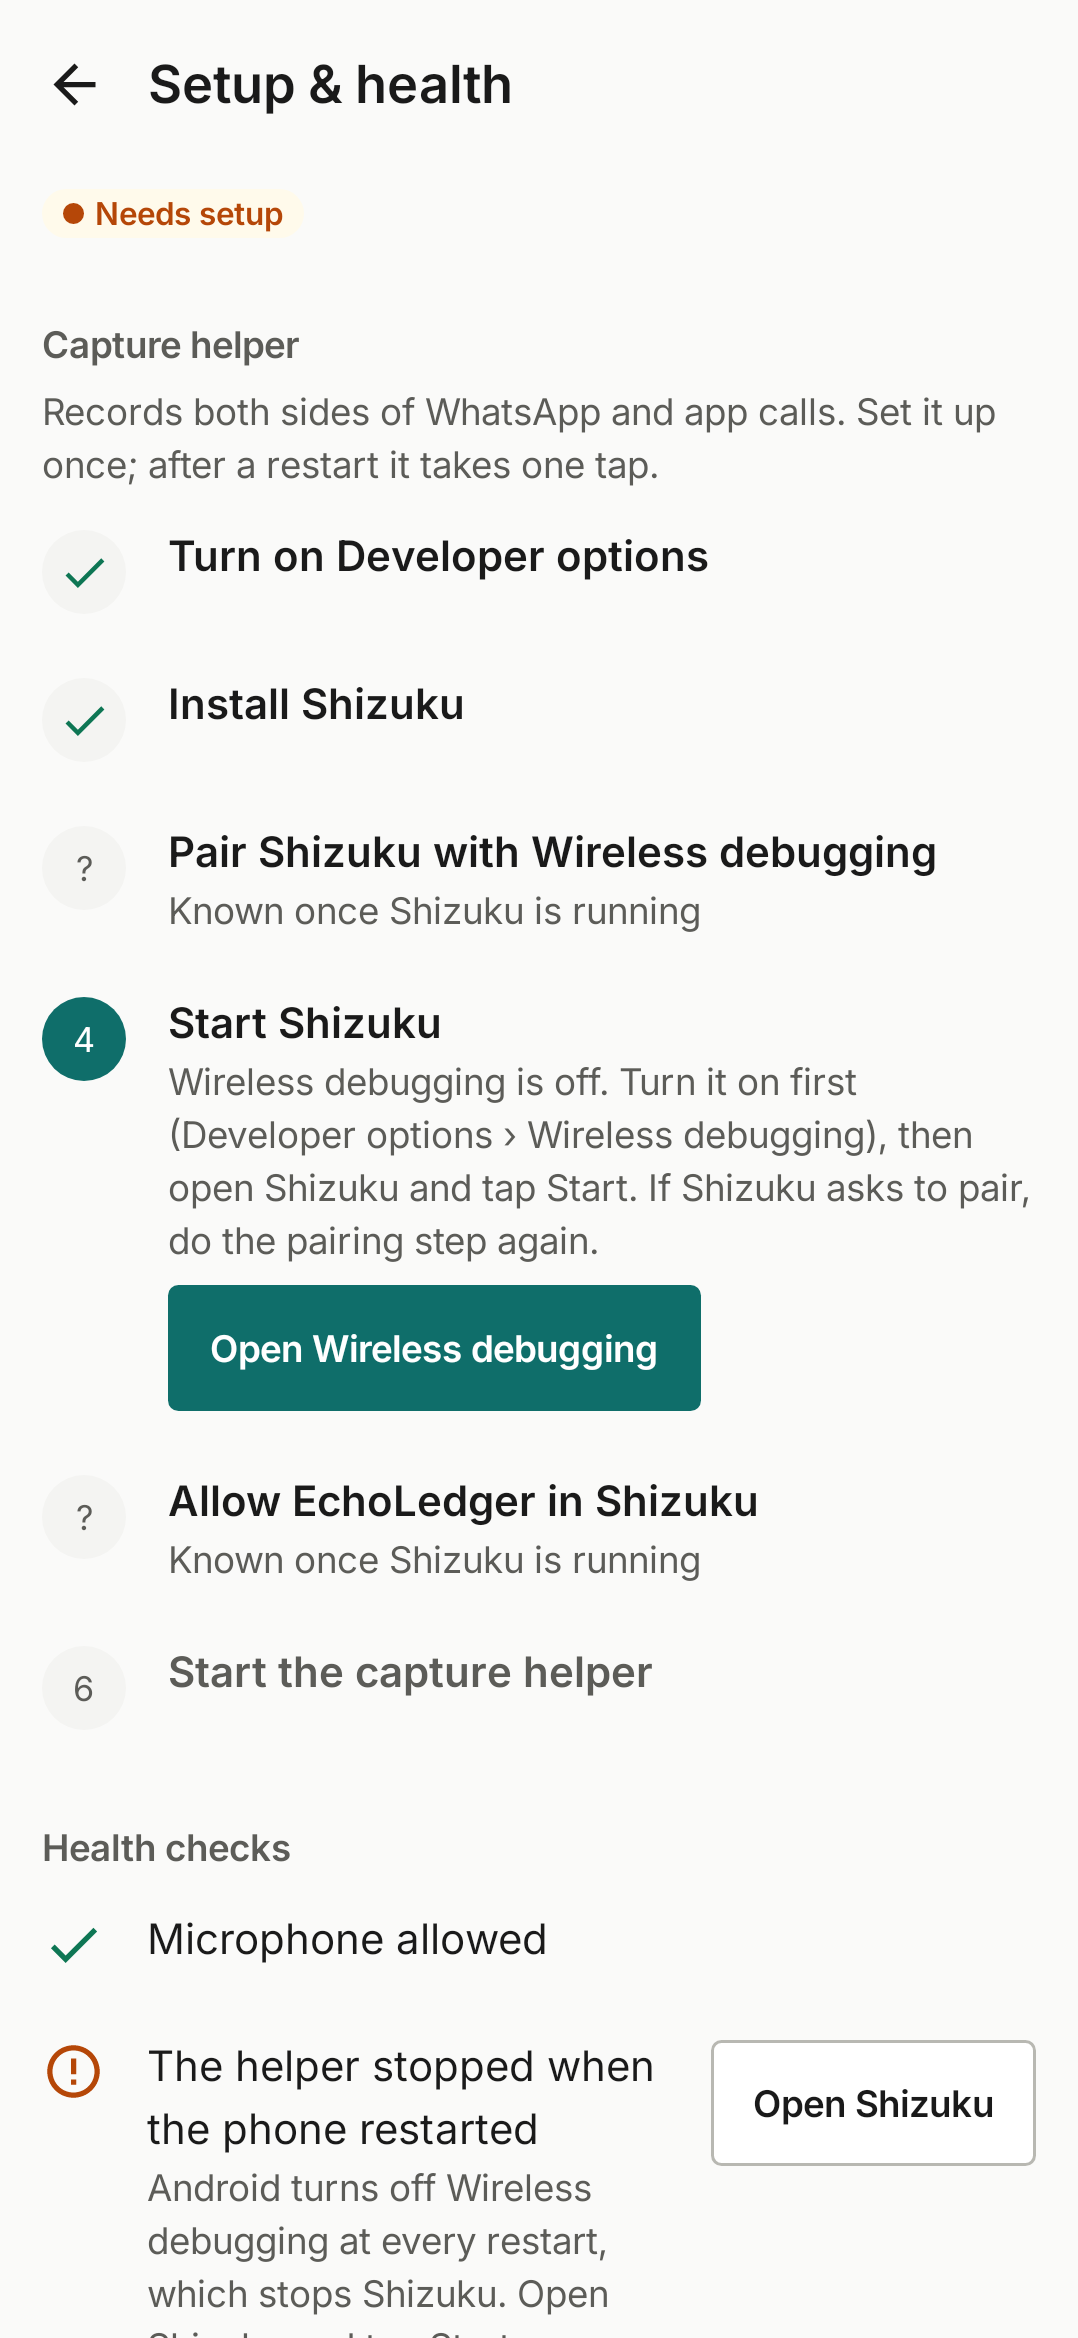 Setup & health
Needs setup
Capture helper
Records both sides of WhatsApp and app calls. Set it up
once; after a restart it takes one tap.
Turn on Developer options
Install Shizuku
?
Pair Shizuku with Wireless debugging
Known once Shizuku is running
4
Start Shizuku
Wireless debugging is off. Turn it on first
(Developer options › Wireless debugging), then
open Shizuku and tap Start. If Shizuku asks to pair,
do the pairing step again.
Open Wireless debugging
?
Allow EchoLedger in Shizuku
Known once Shizuku is running
6
Start the capture helper
Health checks
Microphone allowed
The helper stopped when
the phone restarted
Open Shizuku
Android turns off Wireless
debugging at every restart,
which stops Shizuku. Open